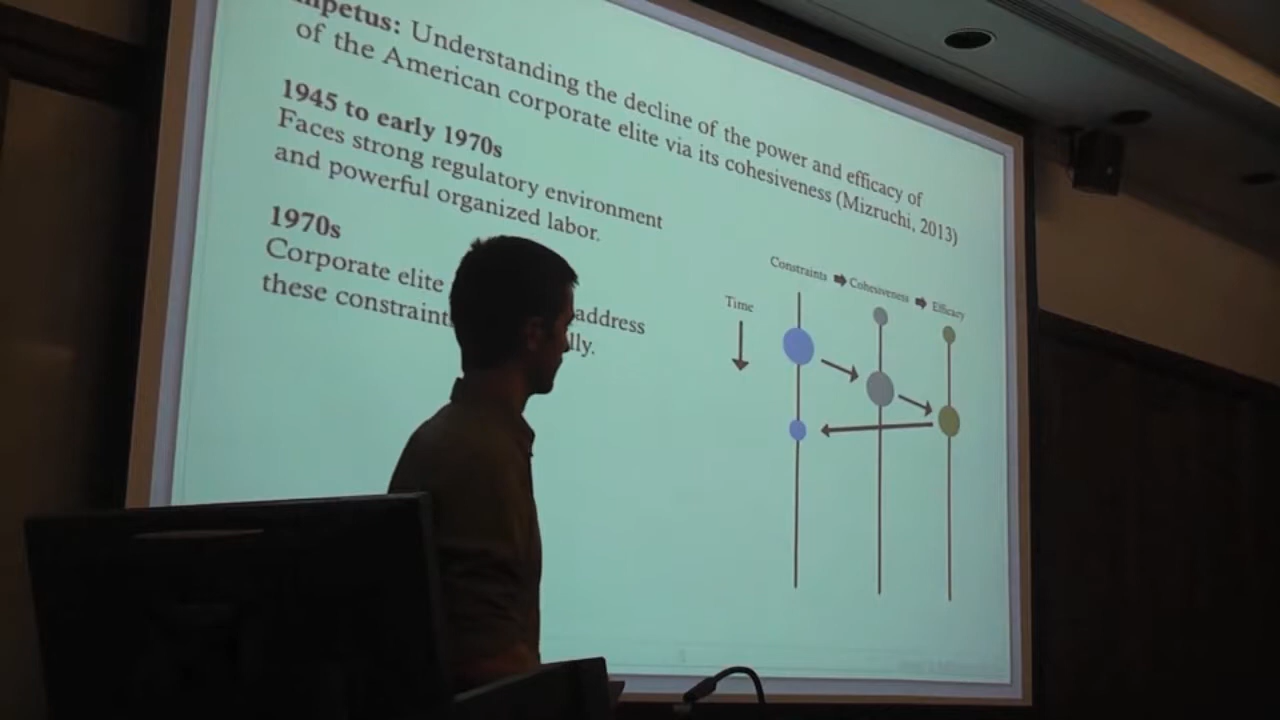 mpetus: Understanding the decline of the power and efficacy of
of the American corporate elite via its cohesiveness (Mizruchi, 2013)
1945 to early 1970s
Faces strong regulatory environment
and powerful organized labor.
1970s
Corporate elite address
these constraint lly.
Constraints Cohesiveness Efficacy
Time